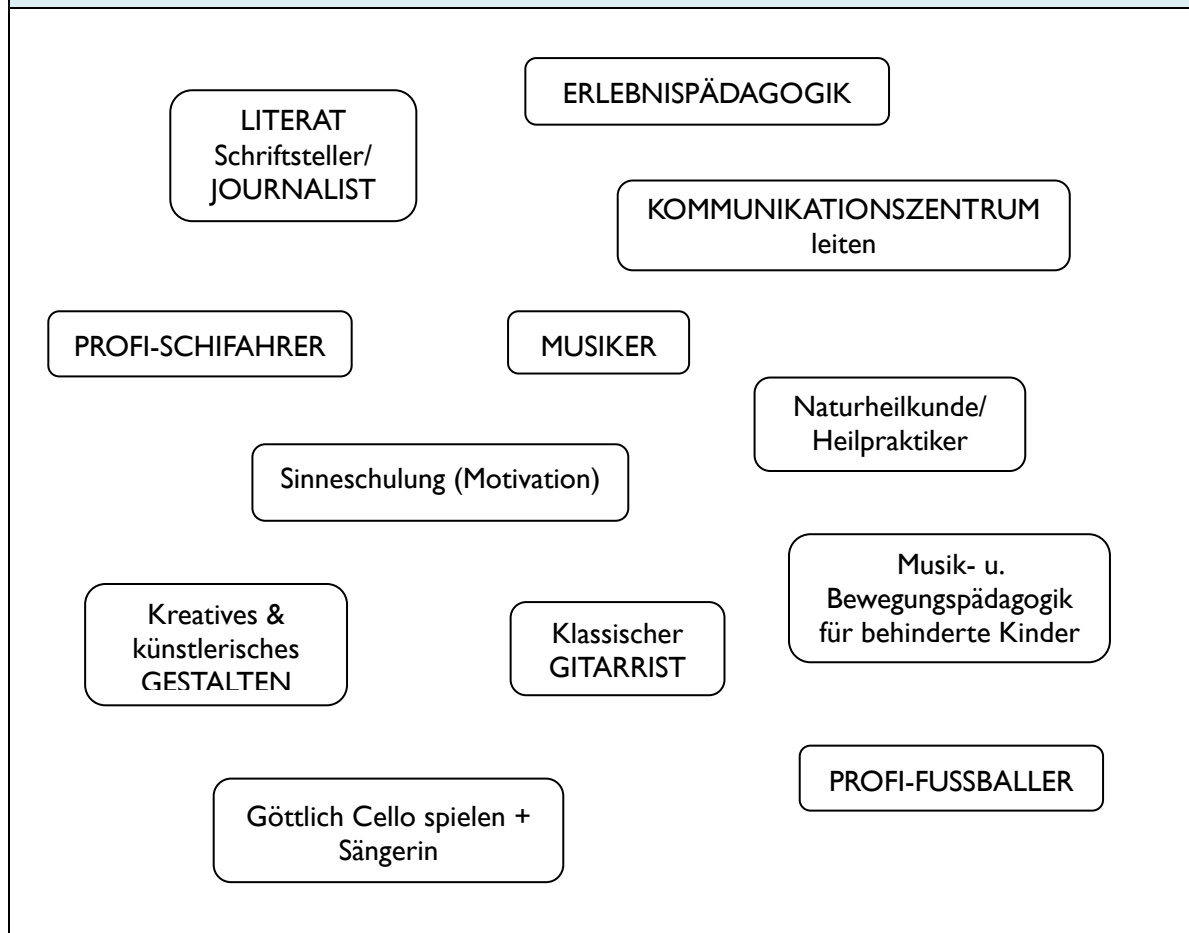 ERLEBNISPÄDAGOGIK
LITERAT
Schriftsteller/
JOURNALIST
KOMMUNIKATIONSZENTRUM
leiten
PROFI-SCHIFAHRER
MUSIKER
Naturheilkunde/
Heilpraktiker
Sinneschulung (Motivation)
Musik- u.
Bewegungspädagogik
für behinderte Kinder
Kreatives &
künstlerisches
GESTALTEN
Klassischer
GITARRIST
PROFI-FUSSBALLER
Göttlich Cello spielen +
Sängerin